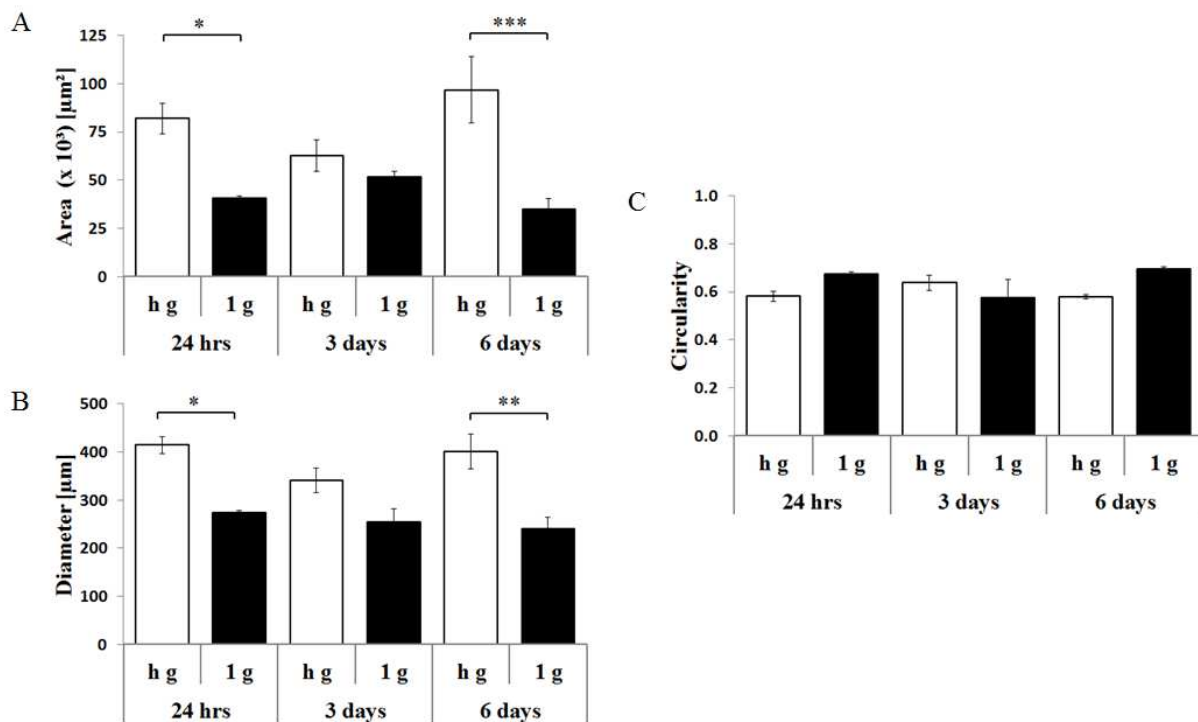 A
Area (x 10³) [µm²]
125
100
75
50
25
0
* ***
h g 1 g h g 1 g h g 1 g
24 hrs 3 days 6 days
B
Diameter [µm]
500
400
300
200
100
0
* **
h g 1 g h g 1 g h g 1 g
24 hrs 3 days 6 days
C
Circularity
1.0
0.8
0.6
0.4
0.2
0.0
h g 1 g h g 1 g h g 1 g
24 hrs 3 days 6 days